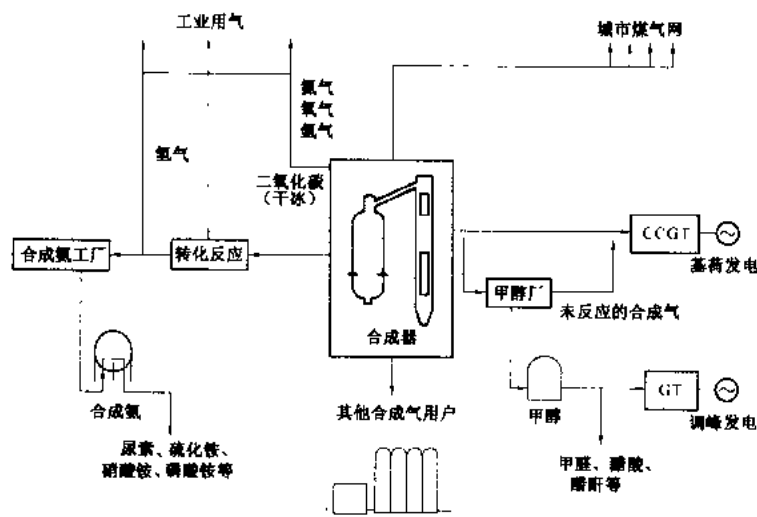 工业用气
城市煤气网
氮气
氧气
氩气
氢气
二氧化碳
（干冰）
合成氨工厂
转化反应
CCGT
基荷发电
甲醇厂
未反应的合成气
合成器
合成氨
其他合成气用户
甲醇
GT
调峰发电
尿素、硫化铵、
硝酸铵、磷酸铵等
甲醛、醋酸、
醋酐等